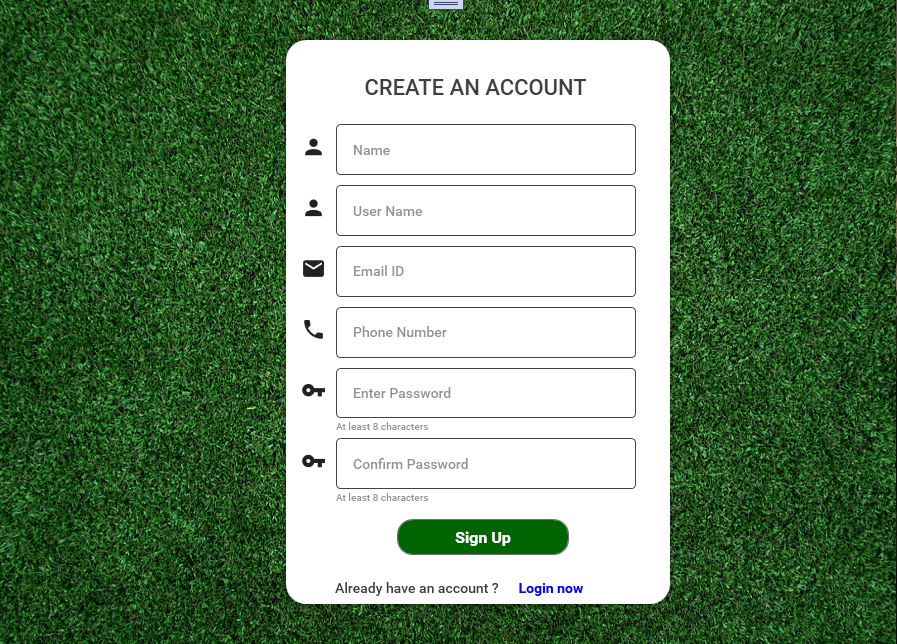 CREATE AN ACCOUNT
Name
User Name
Email ID
Phone Number
Enter Password
At least 8 characters
Confirm Password
At least 8 characters
Sign Up
Already have an account ? Login now